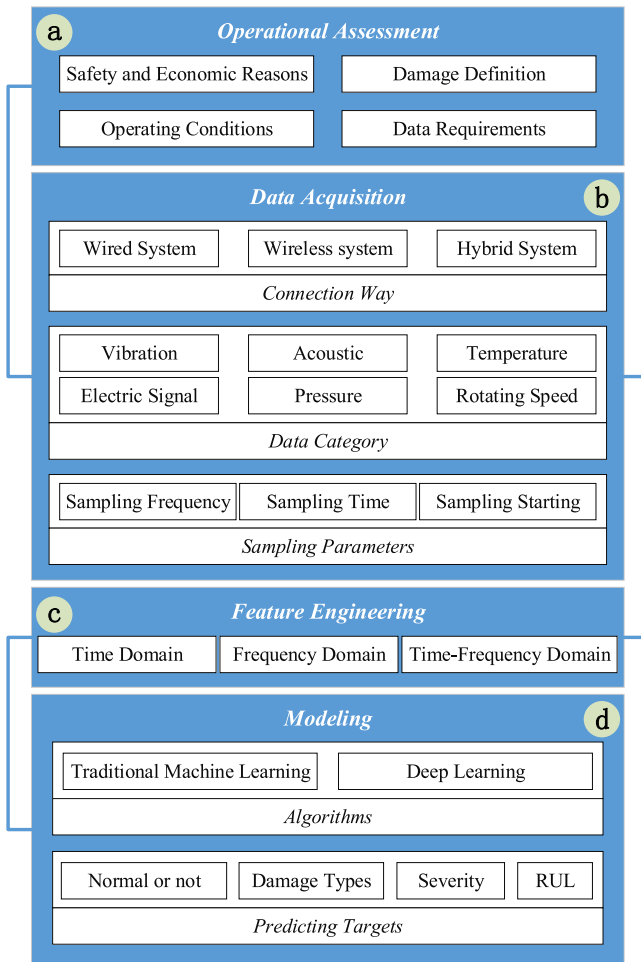 a
Operational Assessment
Safety and Economic Reasons
Damage Definition
Operating Conditions
Data Requirements
b
Data Acquisition
Wired System
Wireless system
Hybrid System
Connection Way
Vibration
Acoustic
Temperature
Electric Signal
Pressure
Rotating Speed
Data Category
Sampling Frequency
Sampling Time
Sampling Starting
Sampling Parameters
c
Feature Engineering
Time Domain
Frequency Domain
Time-Frequency Domain
d
Modeling
Traditional Machine Learning
Deep Learning
Algorithms
Normal or not
Damage Types
Severity
RUL
Predicting Targets